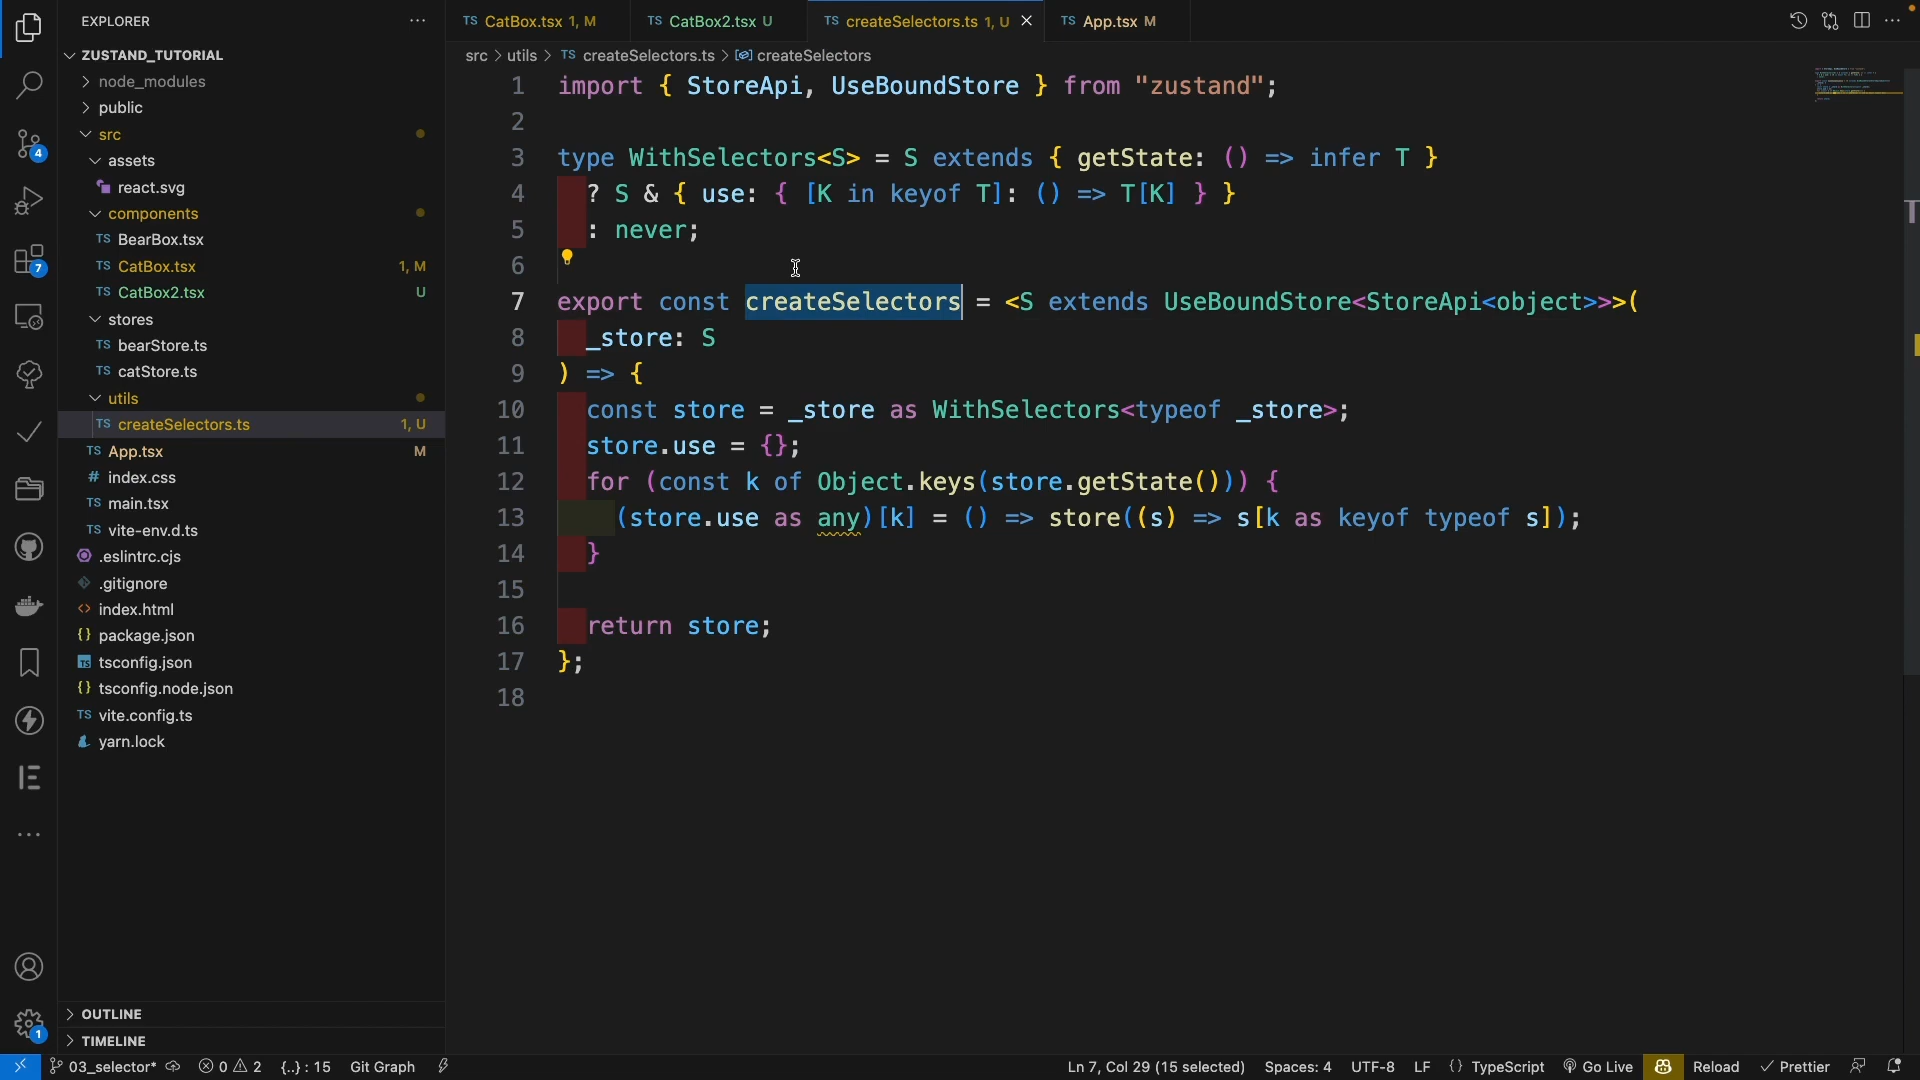 EXPLORER
ZUSTAND_TUTORIAL
node_modules
public
src
assets
react.svg
components
TS BearBox.tsx
TS CatBox.tsx 1, M
TS CatBox2.tsx U
stores
TS bearStore.ts
TS catStore.ts
utils
TS createSelectors.ts 1, U
TS App.tsx M
# index.css
TS main.tsx
TS vite-env.d.ts
.eslintrc.cjs
.gitignore
<> index.html
{} package.json
TS tsconfig.json
{} tsconfig.node.json
TS vite.config.ts
yarn.lock
OUTLINE
TIMELINE
4
7
1
TS CatBox.tsx 1, M TS CatBox2.tsx U TS createSelectors.ts 1, U TS App.tsx M
src > utils > TS createSelectors.ts > createSelectors
1 import { StoreApi, UseBoundStore } from "zustand";
2
3 type WithSelectors<S> = S extends { getState: () => infer T }
4 ? S & { use: { [K in keyof T]: () => T[K] } }
5 : never;
6
7 export const createSelectors = <S extends UseBoundStore<StoreApi<object>>>(
8 _store: S
9 ) => {
10 const store = _store as WithSelectors<typeof _store>;
11 store.use = {};
12 for (const k of Object.keys(store.getState())) {
13 (store.use as any)[k] = () => store((s) => s[k as keyof typeof s]);
14 }
15
16 return store;
17 };
18
03_selector* 0 2 {..} : 15 Git Graph Ln 7, Col 29 (15 selected) Spaces: 4 UTF-8 LF {} TypeScript Go Live Reload Prettier